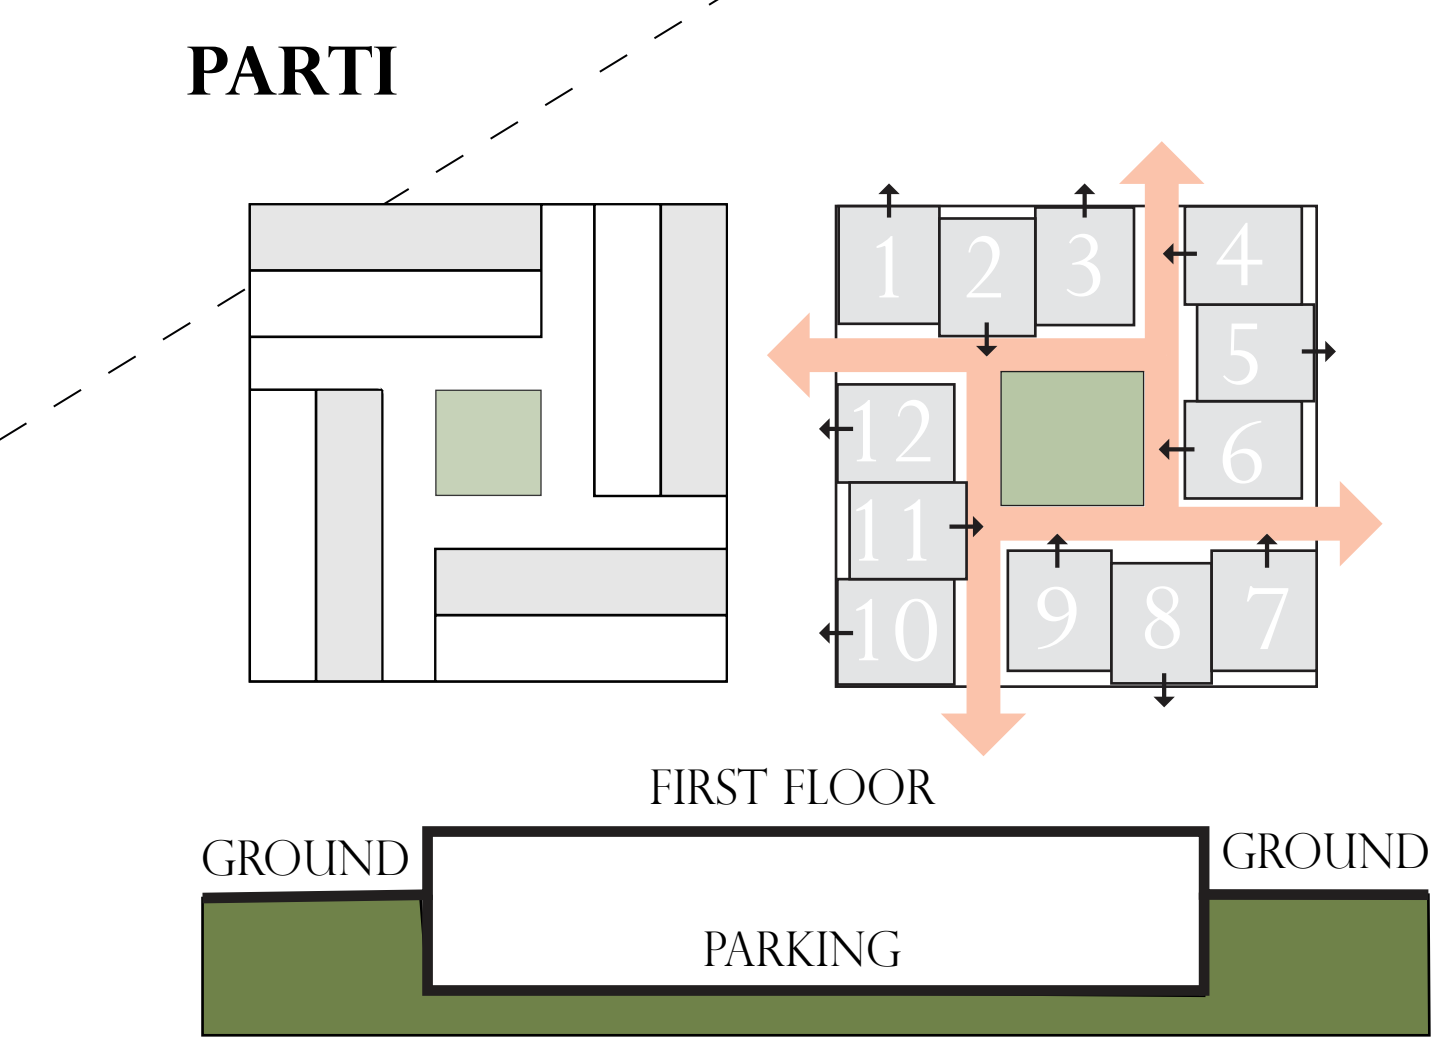 PARTI
1 2 3 4
5
12 6
11
10 9 8 7
FIRST FLOOR
GROUND GROUND
PARKING